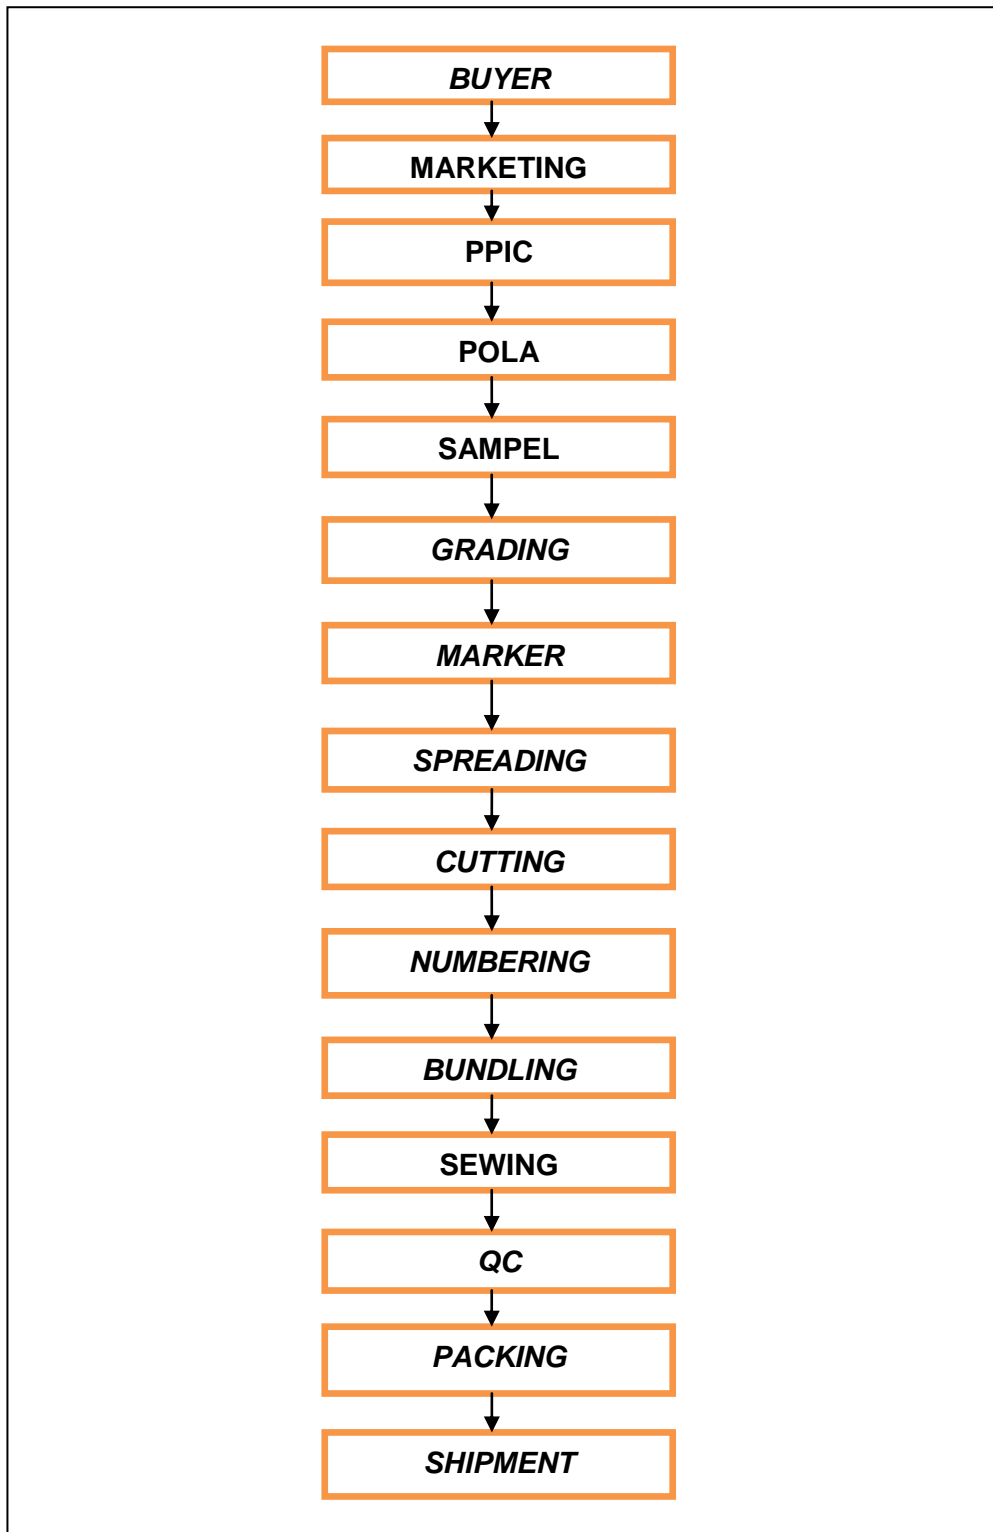 BUYER
MARKETING
PPIC
POLA
SAMPEL
GRADING
MARKER
SPREADING
CUTTING
NUMBERING
BUNDLING
SEWING
QC
PACKING
SHIPMENT